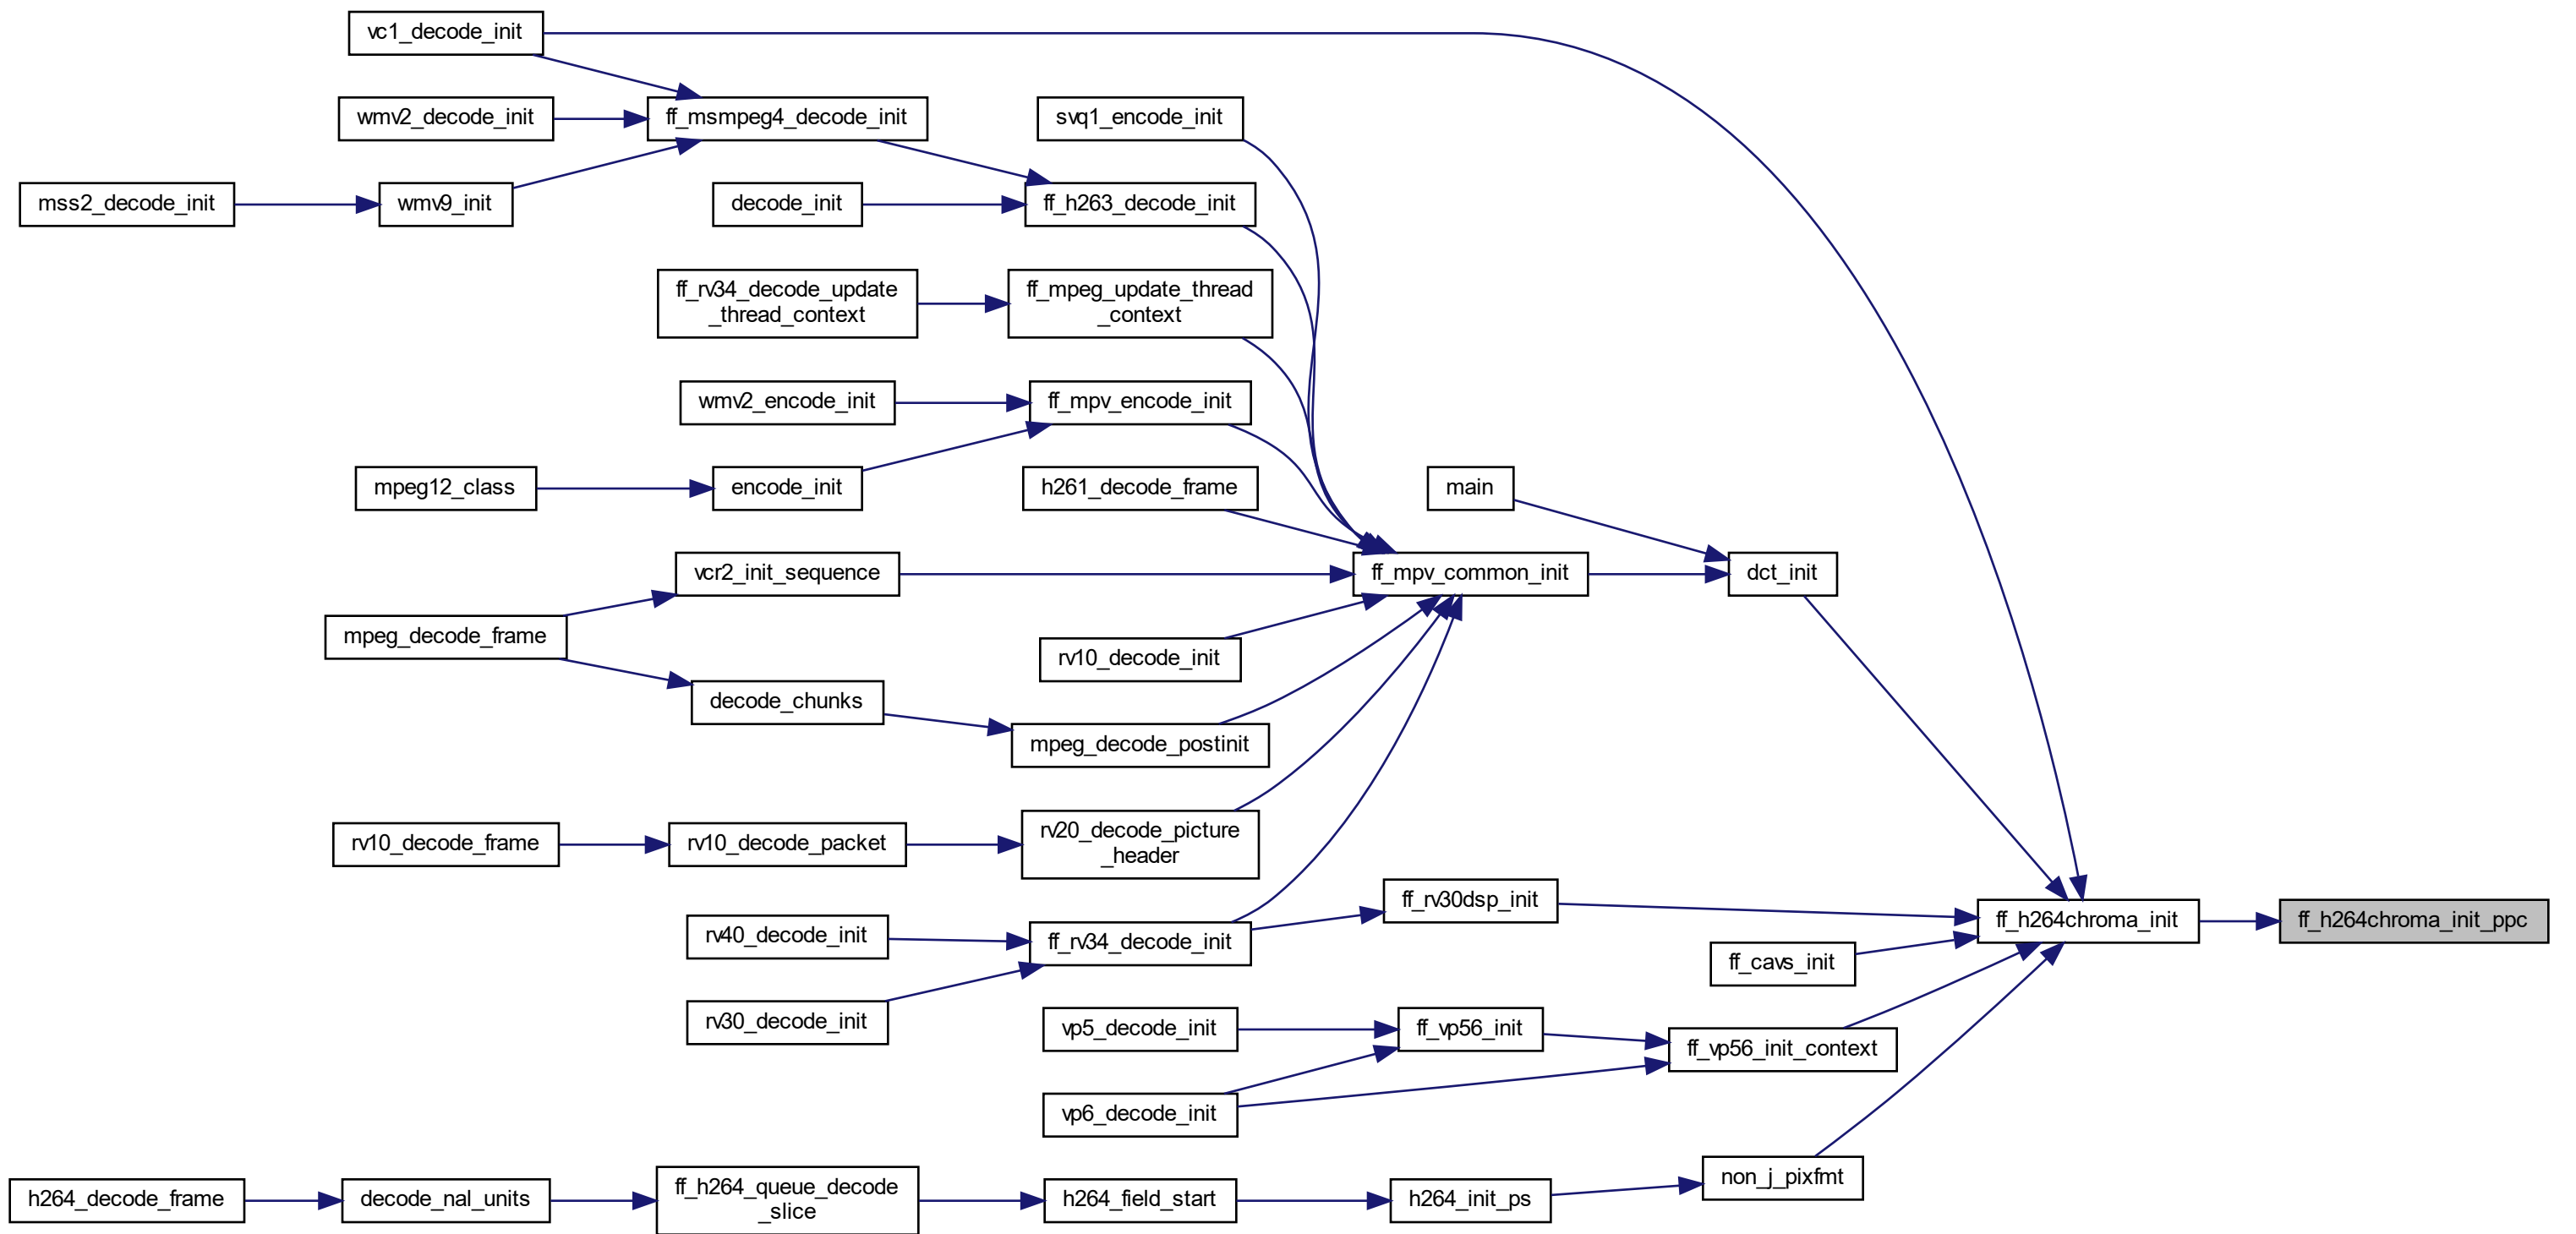 vc1_decode_init
wmv2_decode_init
ff_msmpeg4_decode_init
svq1_encode_init
mss2_decode_init
wmv9_init
decode_init
ff_h263_decode_init
ff_rv34_decode_update
_thread_context
ff_mpeg_update_thread
_context
wmv2_encode_init
ff_mpv_encode_init
mpeg12_class
encode_init
h261_decode_frame
main
vcr2_init_sequence
ff_mpv_common_init
dct_init
mpeg_decode_frame
rv10_decode_init
decode_chunks
mpeg_decode_postinit
rv10_decode_frame
rv10_decode_packet
rv20_decode_picture
_header
ff_rv30dsp_init
rv40_decode_init
ff_rv34_decode_init
ff_h264chroma_init
ff_h264chroma_init_ppc
ff_cavs_init
rv30_decode_init
vp5_decode_init
ff_vp56_init
ff_vp56_init_context
vp6_decode_init
non_j_pixfmt
h264_decode_frame
decode_nal_units
ff_h264_queue_decode
_slice
h264_field_start
h264_init_ps